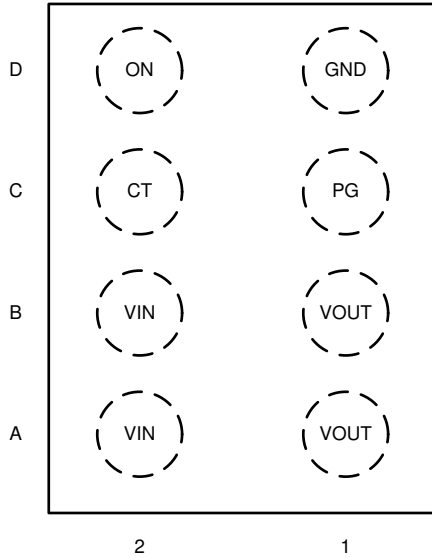 D ON GND
C CT PG
B VIN VOUT
A VIN VOUT
2 1